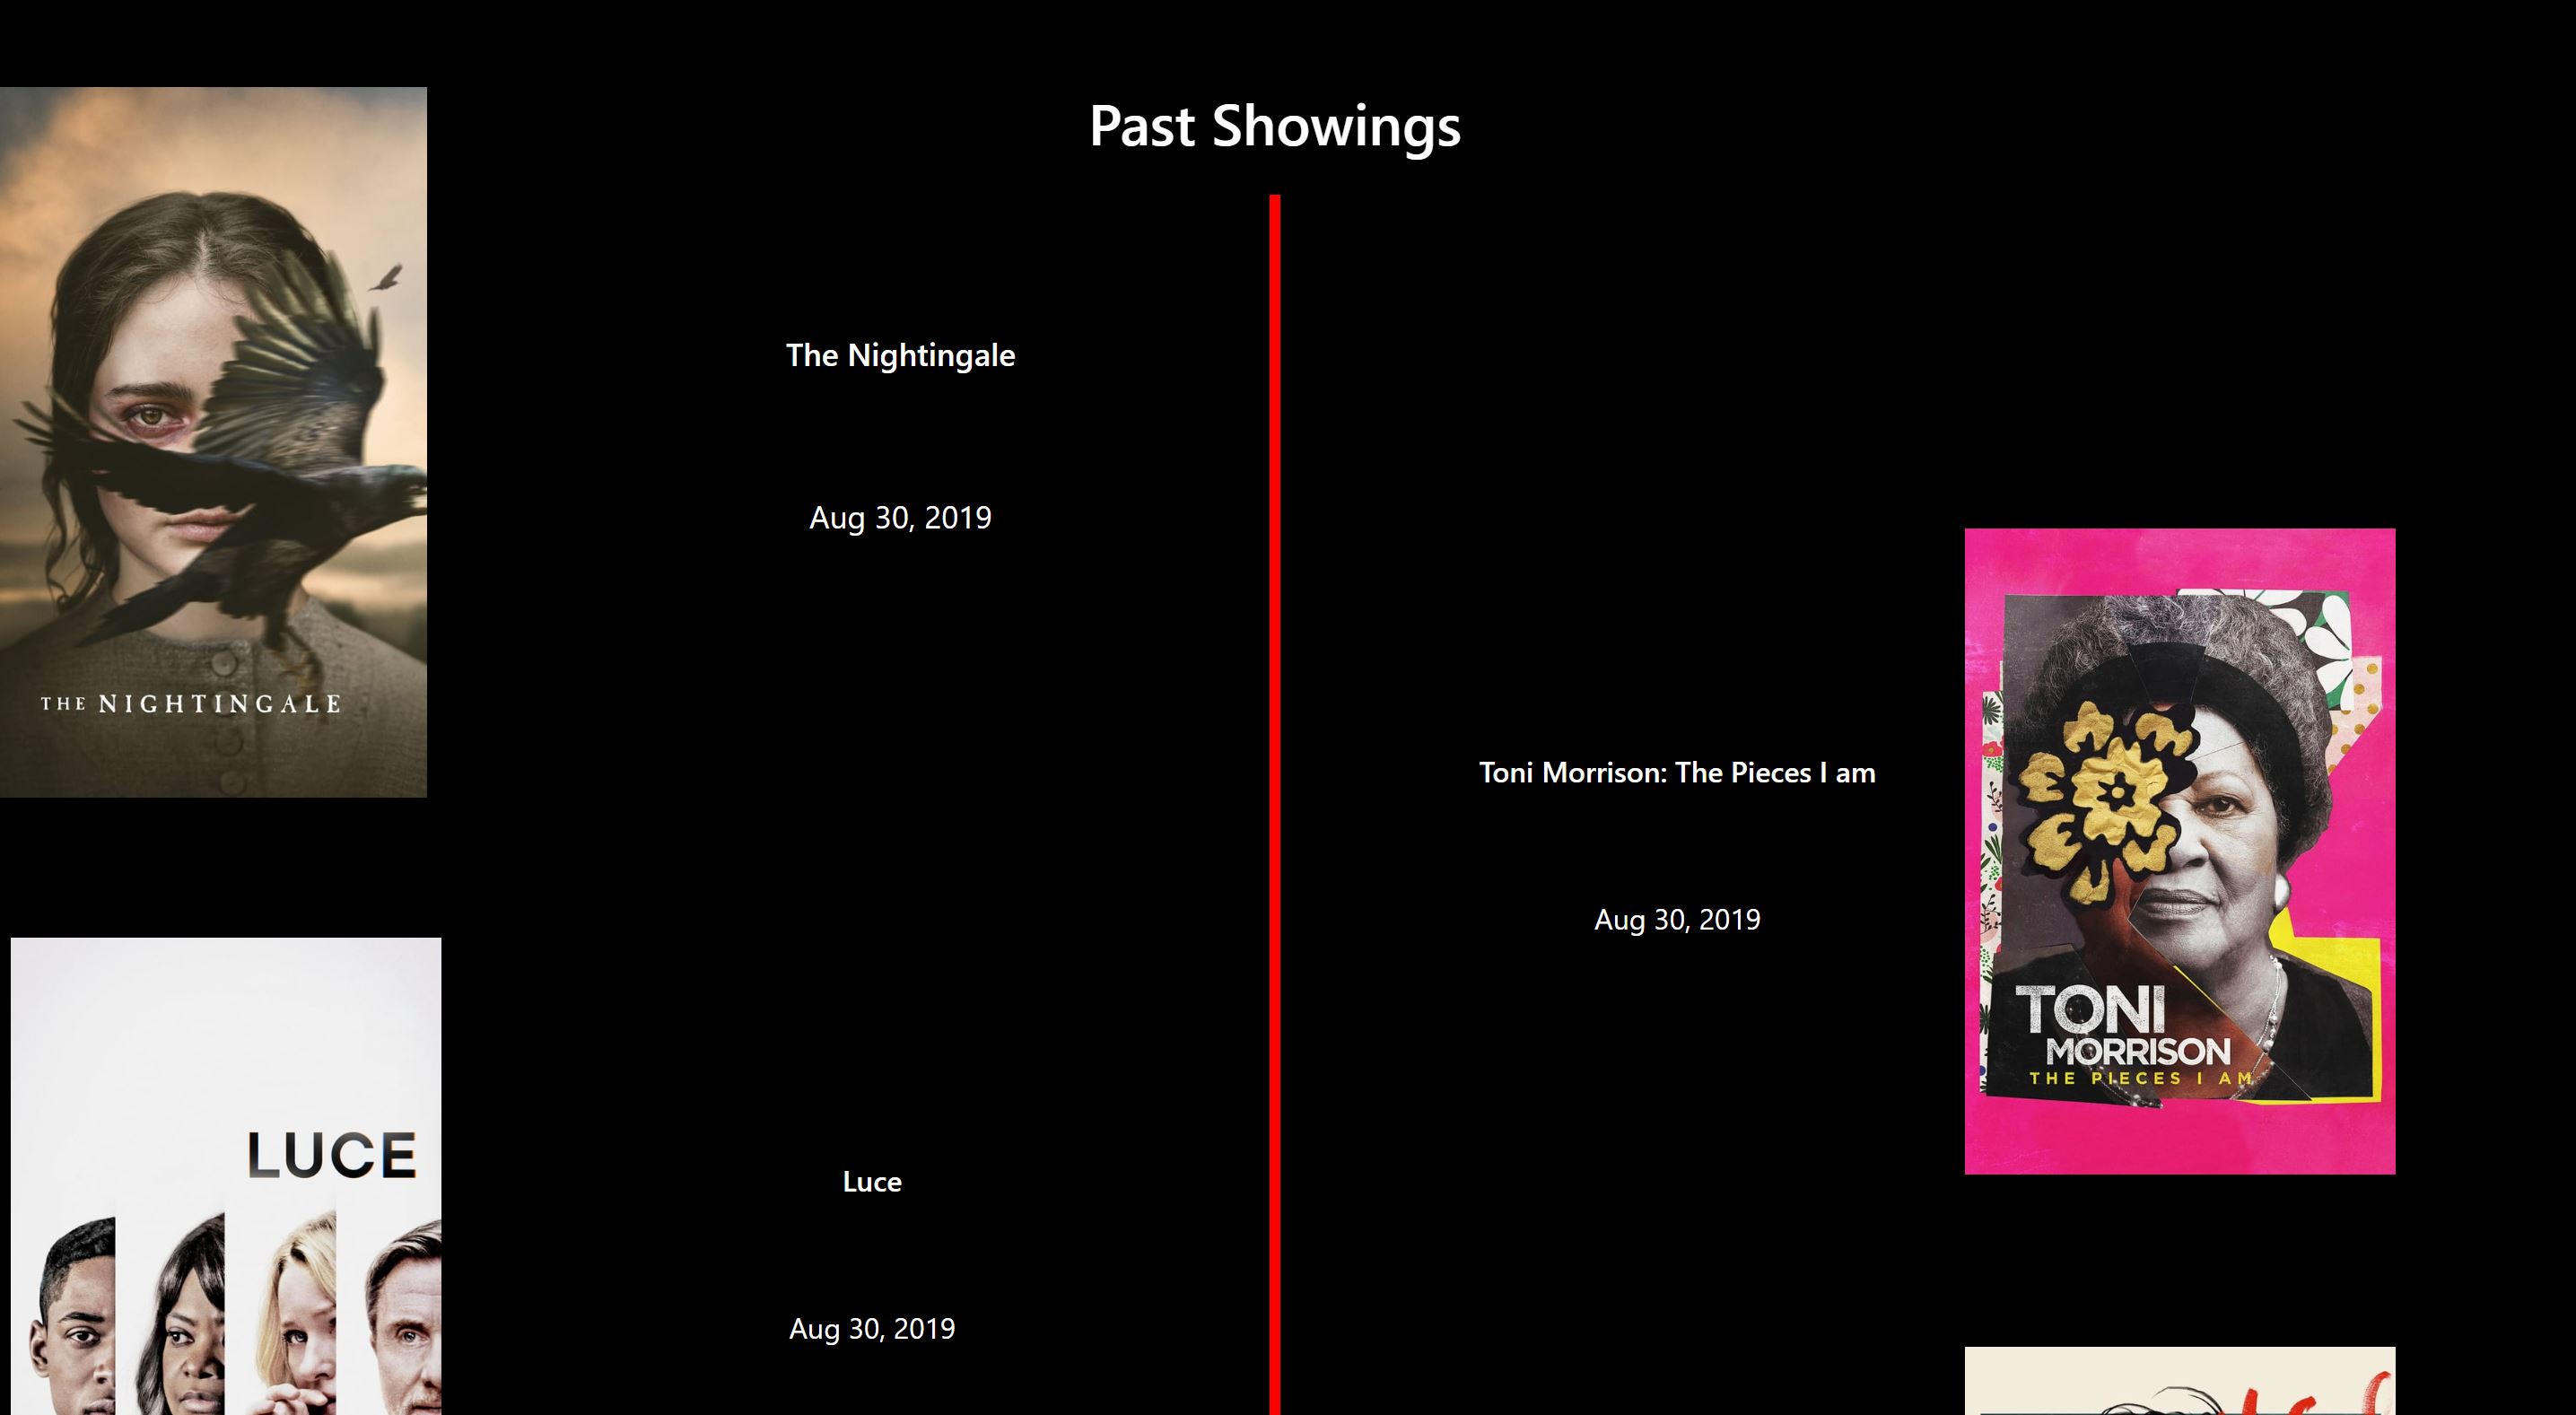 Past Showings
The Nightingale
Aug 30, 2019
THE NIGHTINGALE
Toni Morrison: The Pieces I am
Aug 30, 2019
TONI
MORRISON
THE PIECES I AM
LUCE
Luce
Aug 30, 2019